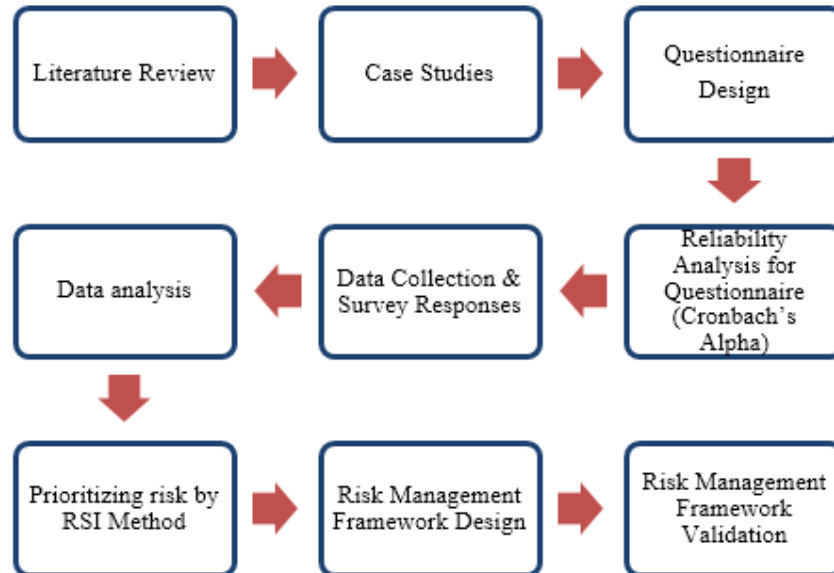 Literature Review
Case Studies
Questionnaire
Design
Reliability
Analysis for
Questionnaire
(Cronbach’s
Alpha)
Data Collection &
Survey Responses
Data analysis
Prioritizing risk by
RSI Method
Risk Management
Framework Design
Risk Management
Framework
Validation